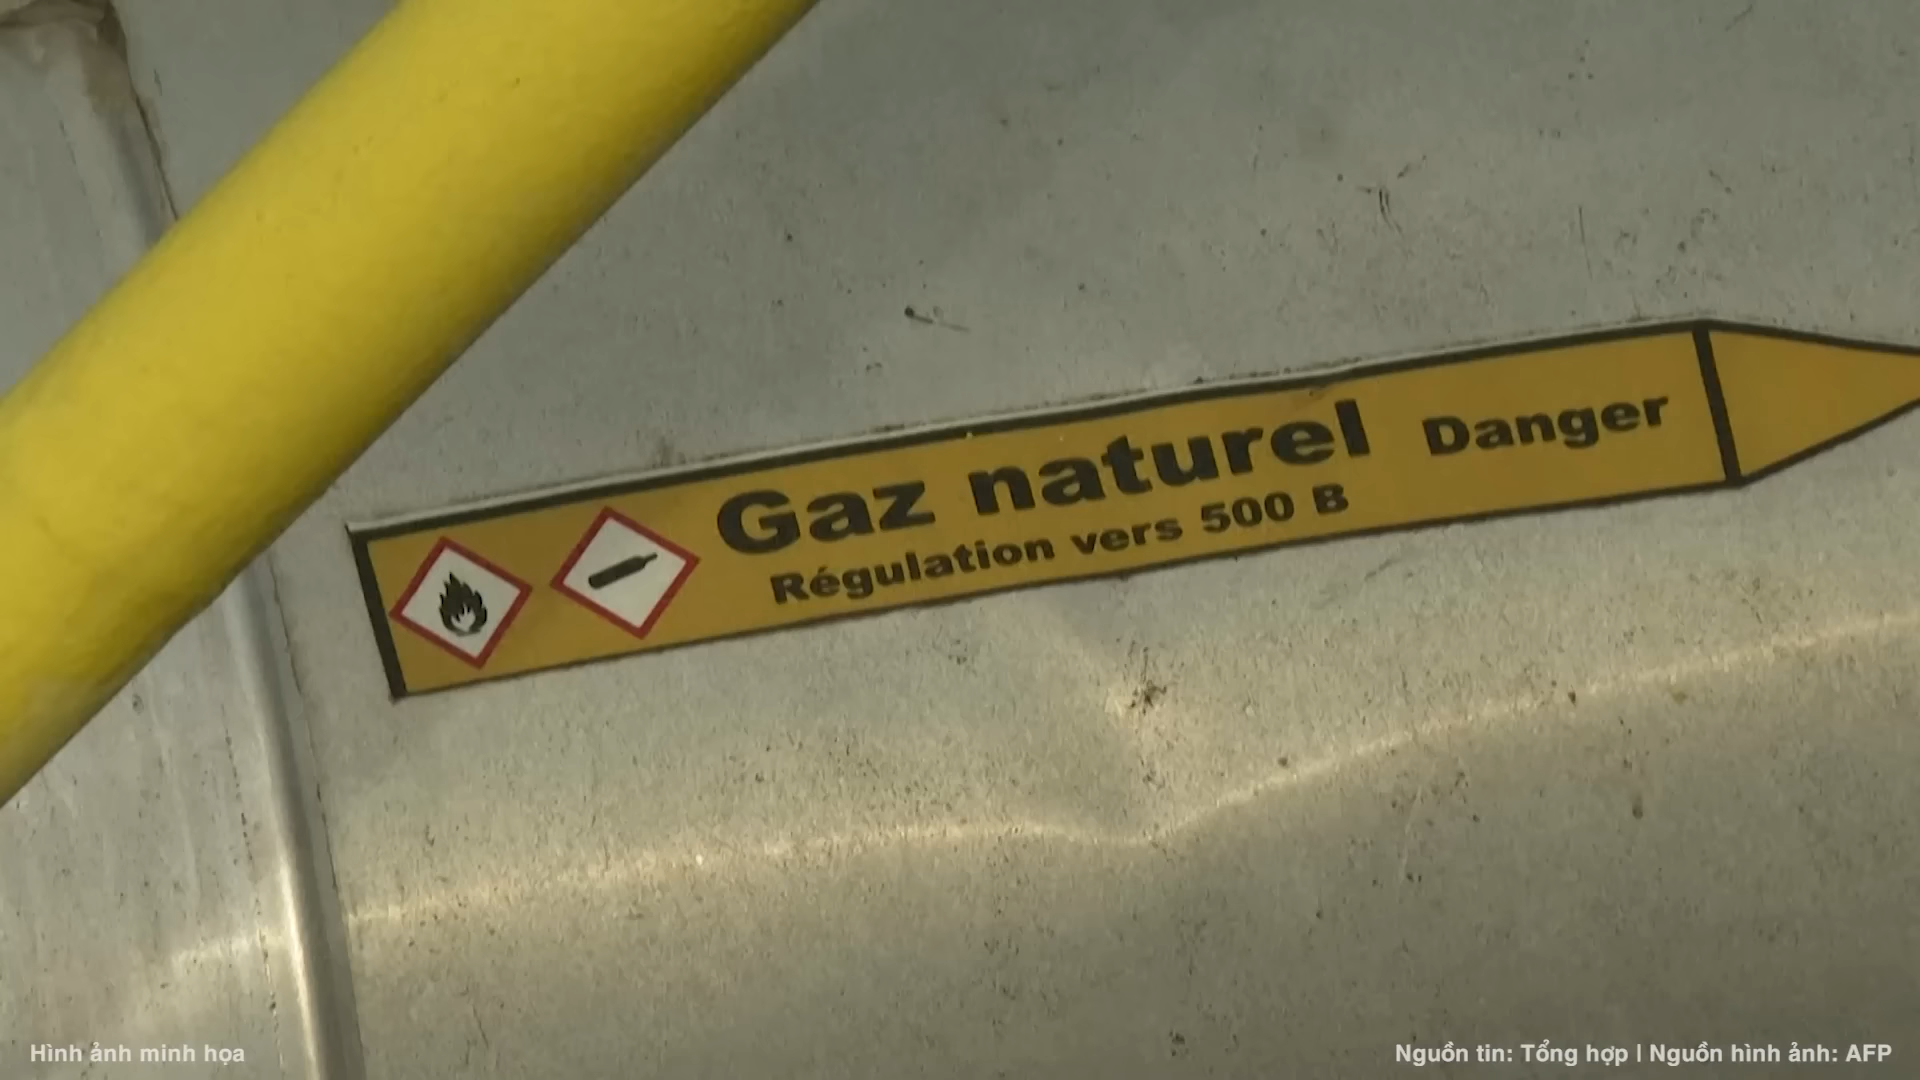 Gaz naturel Danger
Régulation vers 500 B
Hình ảnh minh họa
Nguồn tin: Tổng hợp | Nguồn hình ảnh: AFP